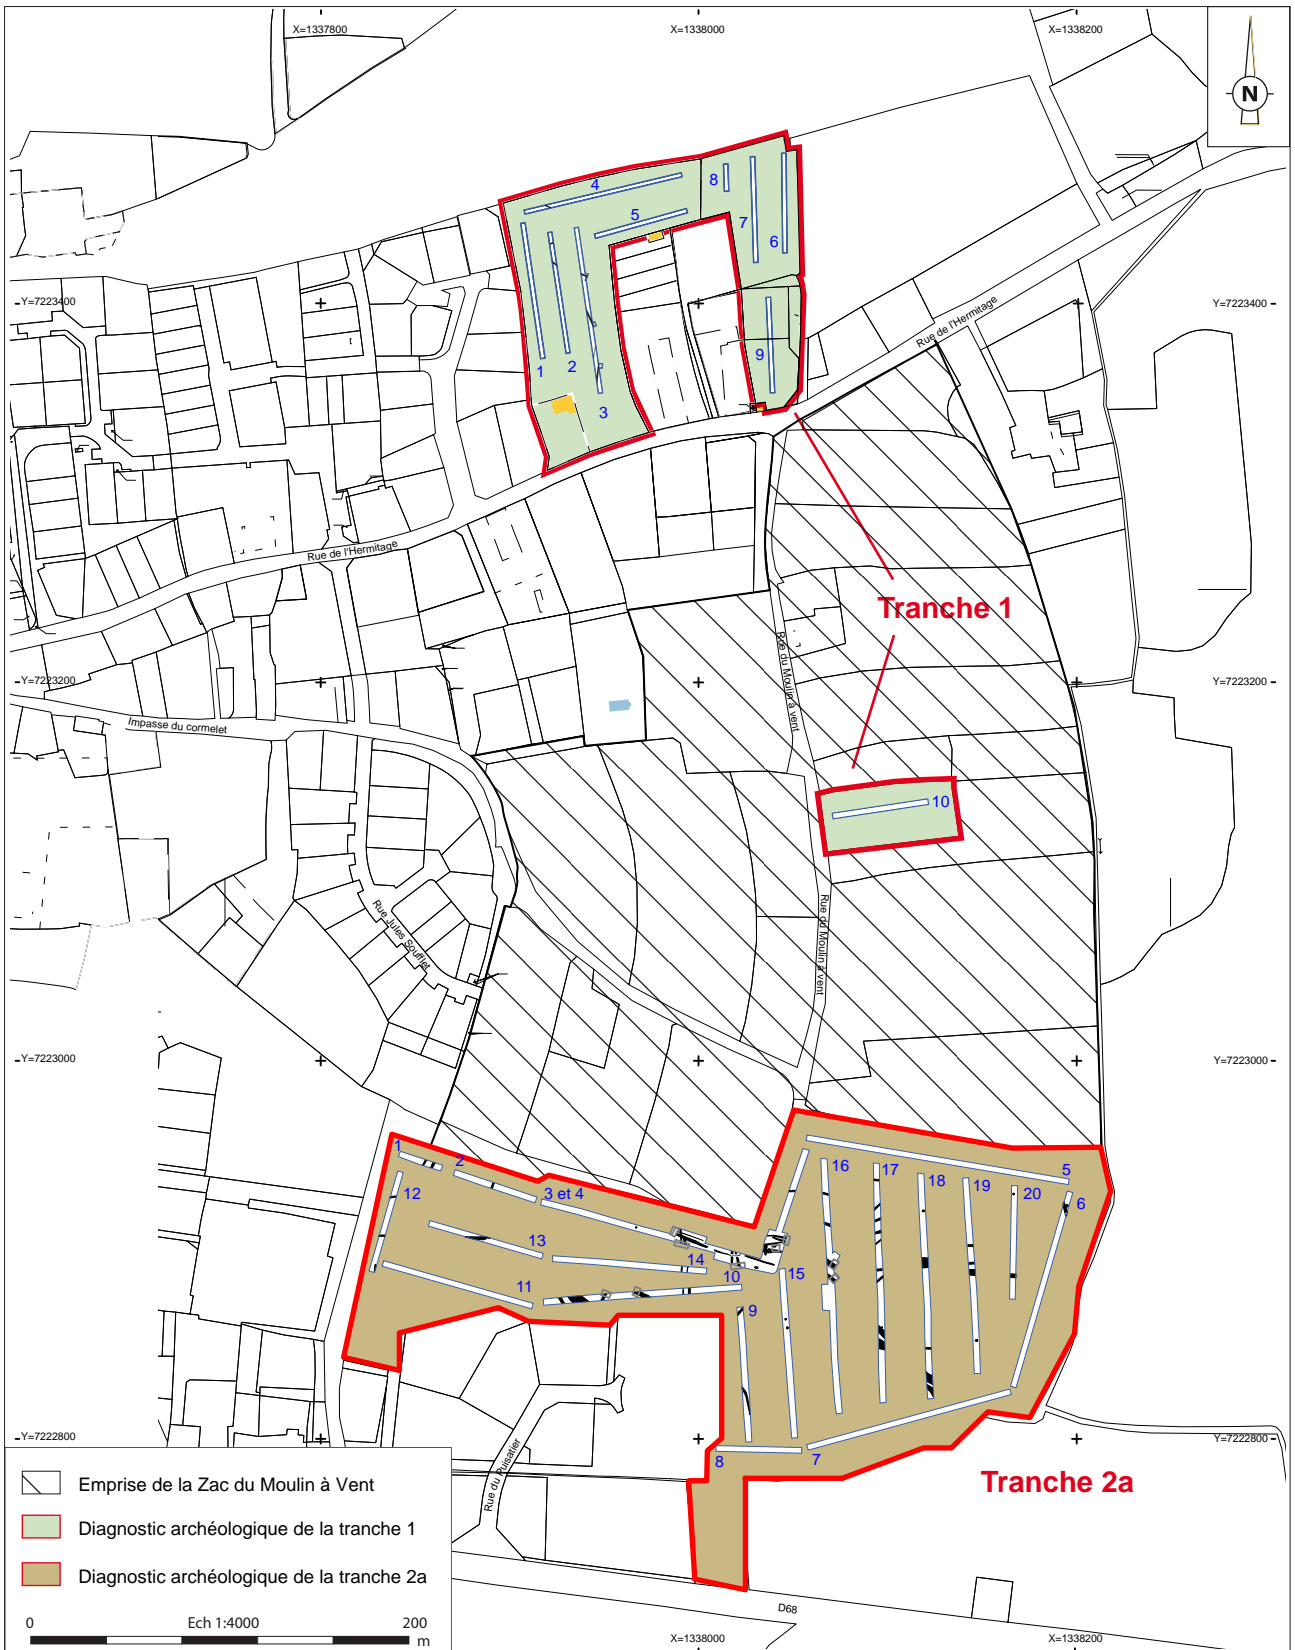 X=1337800
X=1338000
X=1338200
N
4
8
5
7
6
Y=7223400
Y=7223400
Rue de l'Hermitage
9
1
2
3
Rue de l'Hermitage
Tranche 1
Rue du Moulin à vent
Y=7223200
Y=7223200
Impasse du cormelet
10
Rue Jules Soufflet
Rue du Moulin à vent
Y=7223000
Y=7223000
1
2
16
17
5
12
3 et 4
18
19
20
6
13
14
10
15
11
9
Y=7222800
Y=7222800
8
7
Rue du Puisatier
Tranche 2a
Emprise de la Zac du Moulin à Vent
Diagnostic archéologique de la tranche 1
Diagnostic archéologique de la tranche 2a
D68
0
Ech 1:4000
200
m
X=1338000
X=1338200